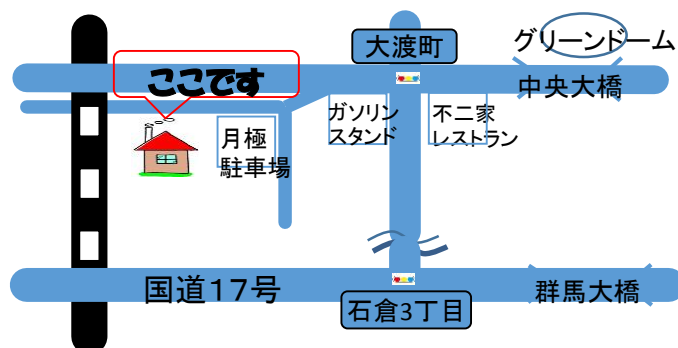 グリーンドーム
大渡町
ここです
中央大橋
ガソリン
スタンド
不二家
レストラン
月極
駐車場
国道17号
群馬大橋
石倉3丁目